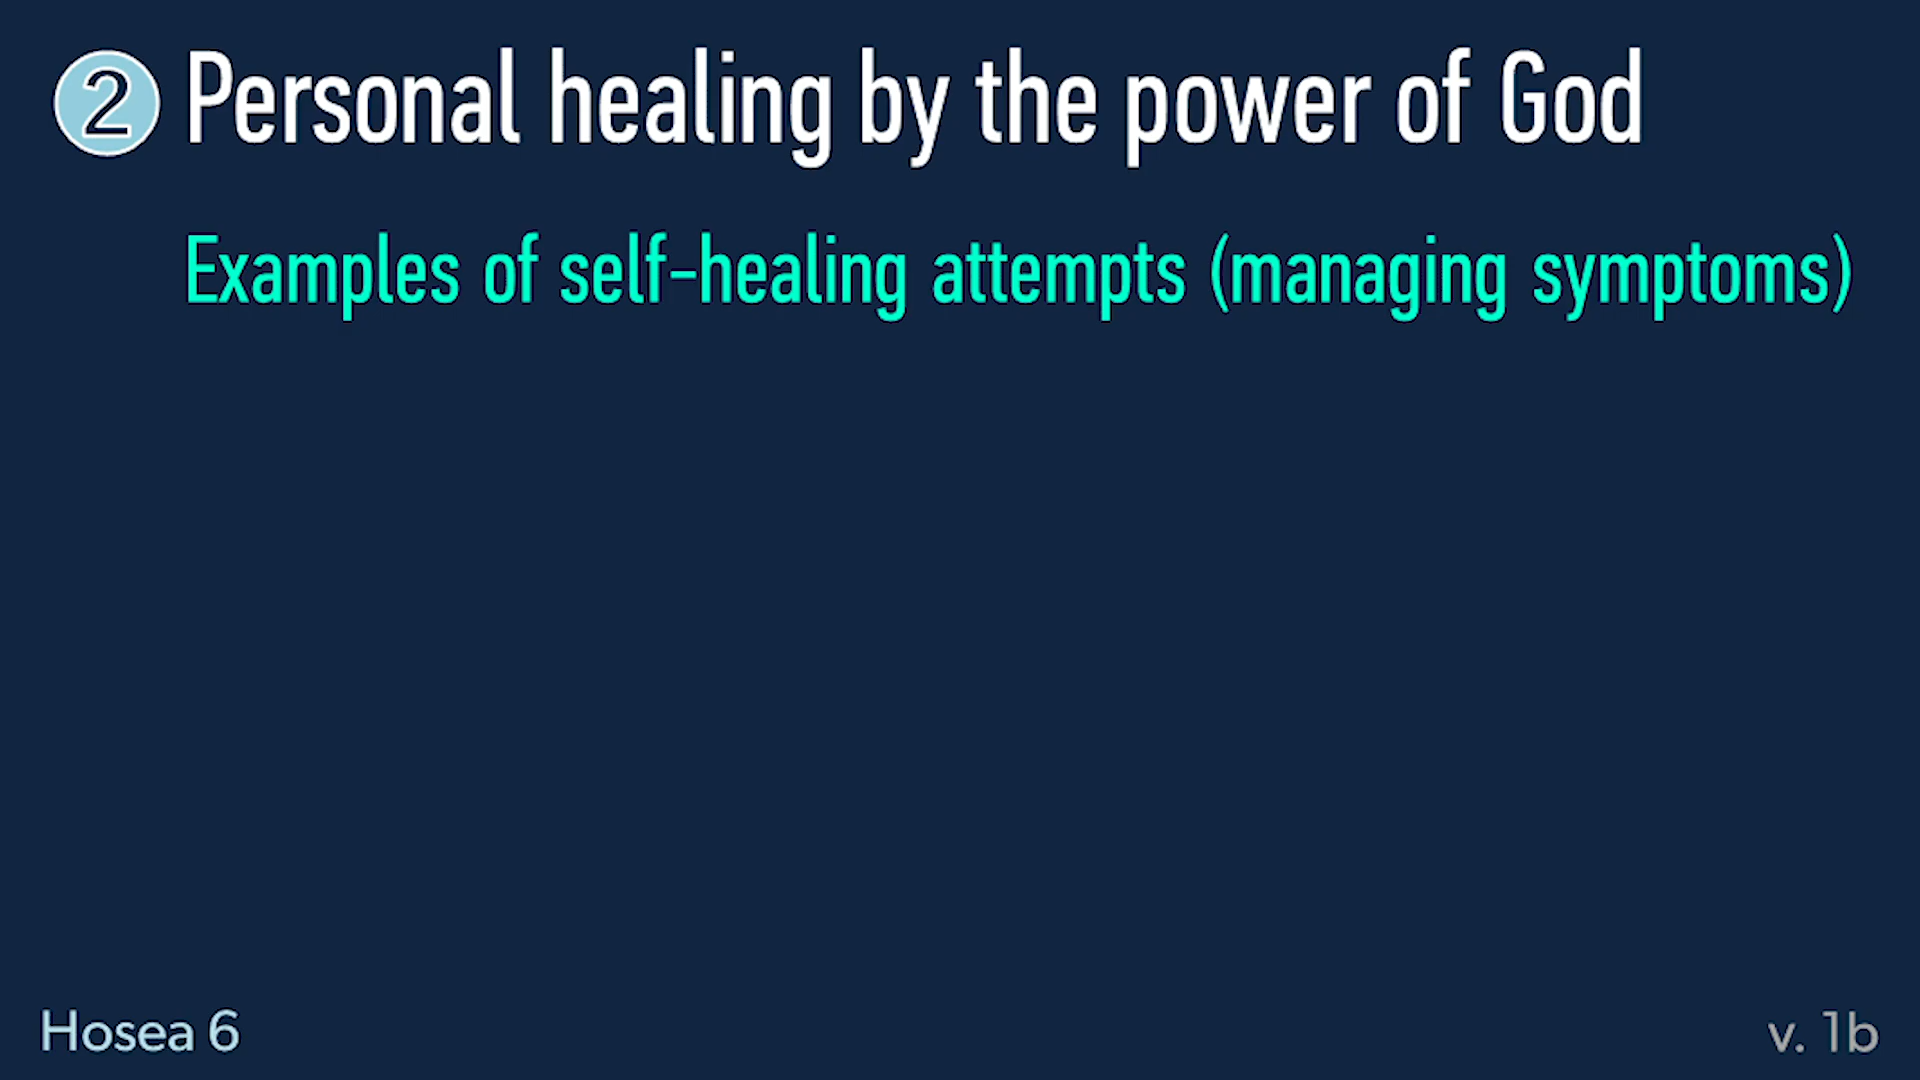 2 Personal healing by the power of God
Examples of self-healing attempts (managing symptoms)
Hosea 6
v. 1b